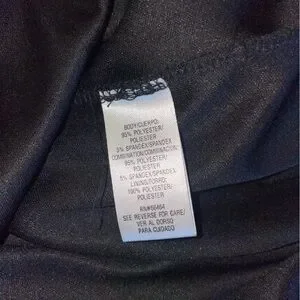 BODY/CUERPO:
95% POLYESTER/
POLIESTER
5% SPANDEX/SPANDEX
COMBINATION/COMBINACION:
95% POLYESTER/
POLIESTER
5% SPANDEX/SPANDEX
LINING/FORRO:
100% POLYESTER/
POLIESTER
RN#66464
SEE REVERSE FOR CARE/
VER AL DORSO
PARA CUIDADO